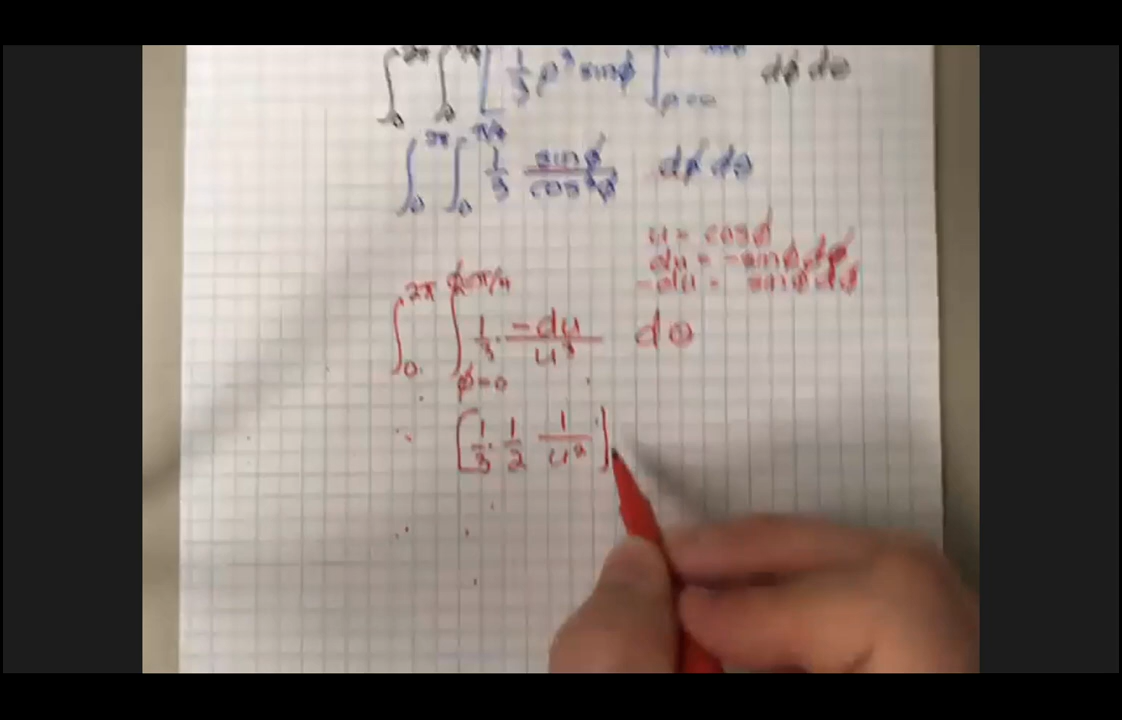 ∫₀^2π ∫₀^π/4 [ 1/3 ρ³ sinϕ ]ρ=0 dϕ dθ
∫₀^2π ∫₀^π/4 1/3 sinϕ/cos³ϕ dϕ dθ
u = cosϕ
du = -sinϕ dϕ
-du = sinϕ dϕ
∫₀^2π ∫ϕ=0^ϕ=π/4 1/3 · -du/u³ dθ
[ 1/3 · 1/2 1/u² ]